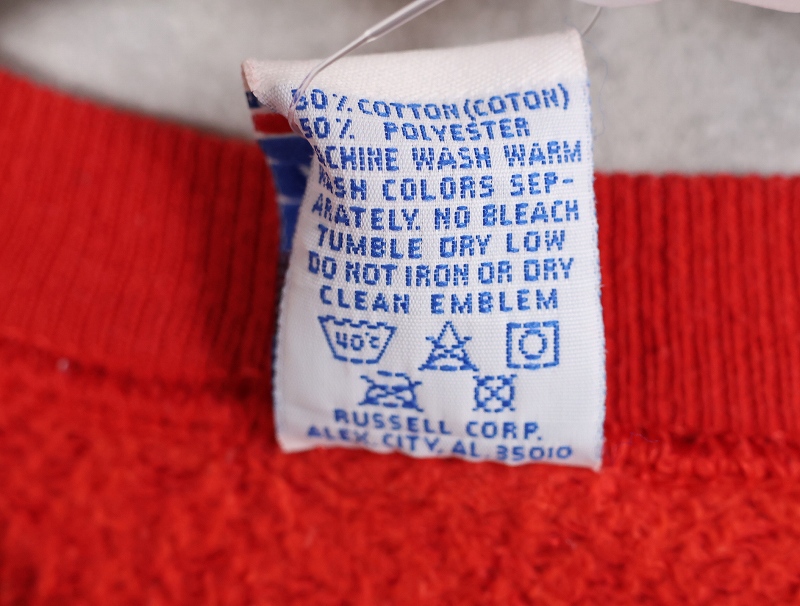 50% COTTON(COTON)
50% POLYESTER
MACHINE WASH WARM
WASH COLORS SEP-
ARATELY. NO BLEACH
TUMBLE DRY LOW
DO NOT IRON OR DRY
CLEAN EMBLEM
40°C
RUSSELL CORP.
ALEX. CITY, AL 35010